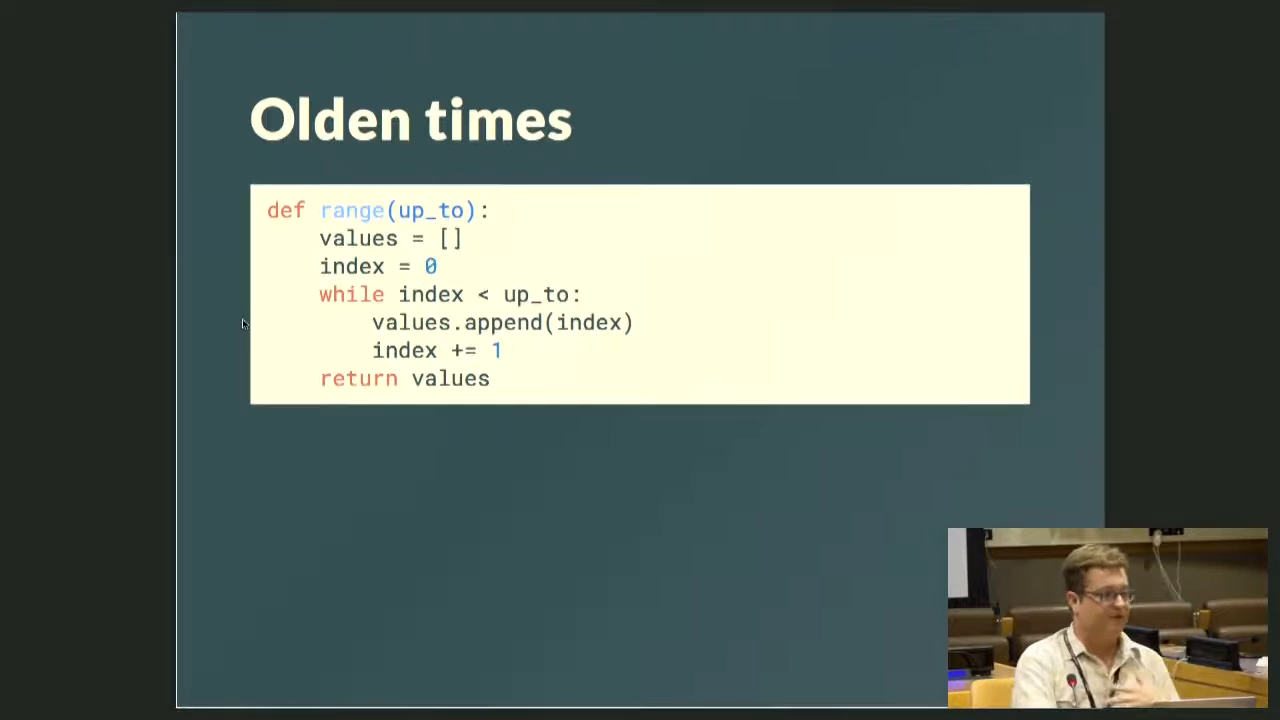 Olden times
def range(up_to):
    values = []
    index = 0
    while index < up_to:
        values.append(index)
        index += 1
    return values